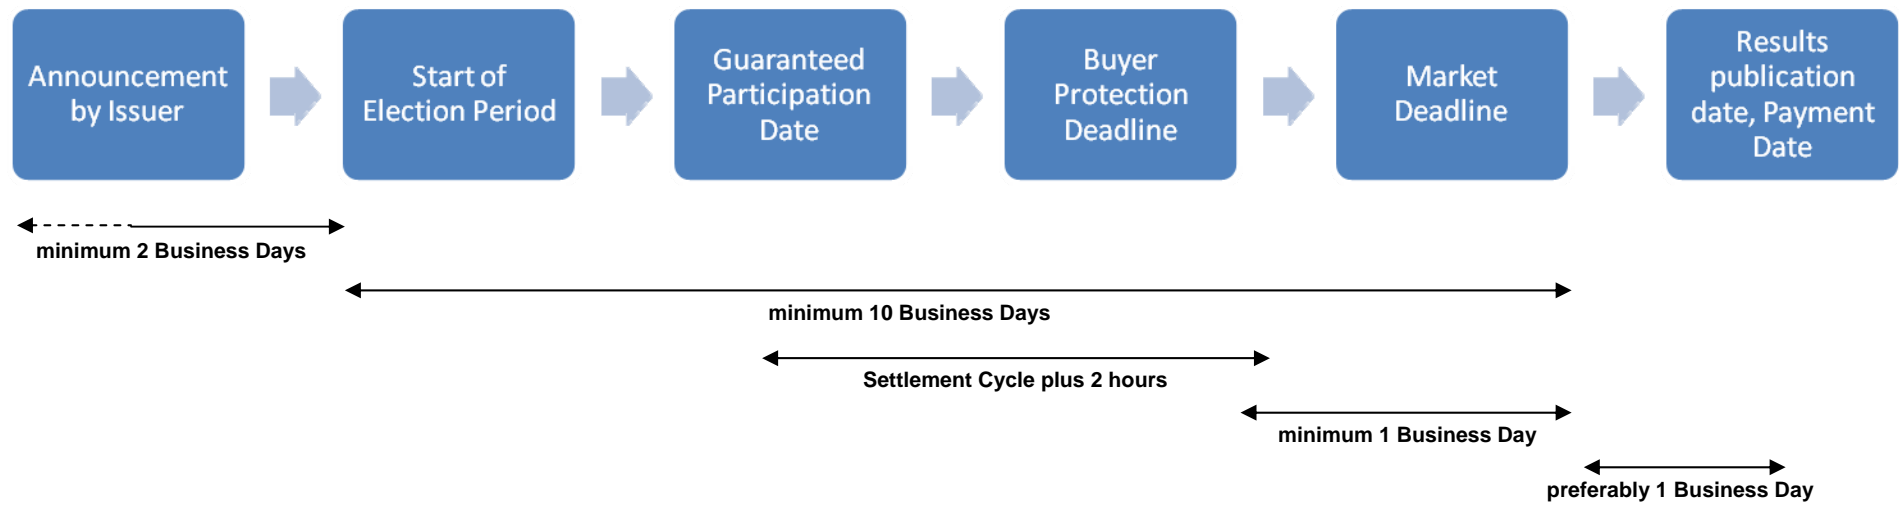 Announcement
by Issuer
Start of
Election Period
Guaranteed
Participation
Date
Buyer
Protection
Deadline
Market
Deadline
Results
publication
date, Payment
Date
minimum 2 Business Days
minimum 10 Business Days
Settlement Cycle plus 2 hours
minimum 1 Business Day
preferably 1 Business Day